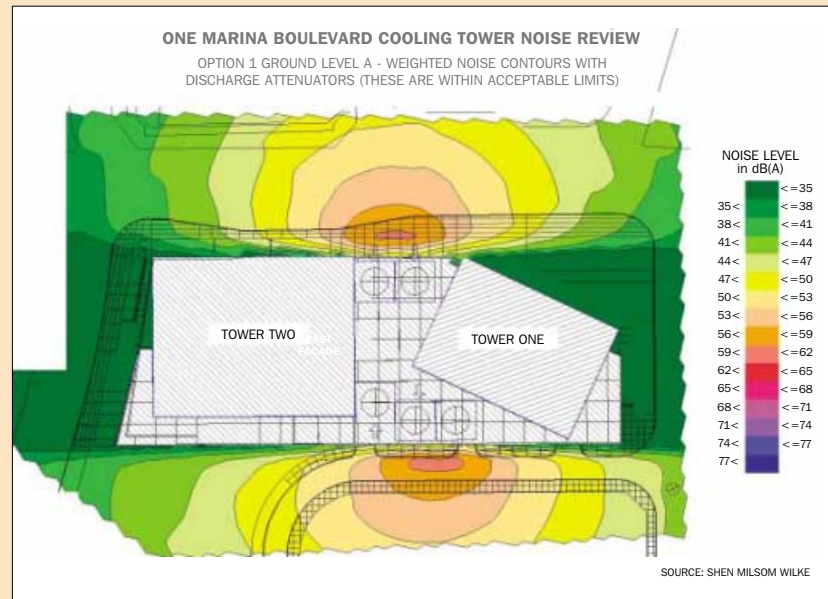 ONE MARINA BOULEVARD COOLING TOWER NOISE REVIEW
OPTION 1 GROUND LEVEL A - WEIGHTED NOISE CONTOURS WITH
DISCHARGE ATTENUATORS (THESE ARE WITHIN ACCEPTABLE LIMITS)
NOISE LEVEL
in dB(A)
<=35
35< <=38
38< <=41
41< <=44
44< <=47
47< <=50
50< <=53
53< <=56
56< <=59
59< <=62
62< <=65
65< <=68
68< <=71
71< <=74
74< <=77
77<
TOWER TWO
EAST
FACADE
TOWER ONE
SOURCE: SHEN MILSOM WILKE